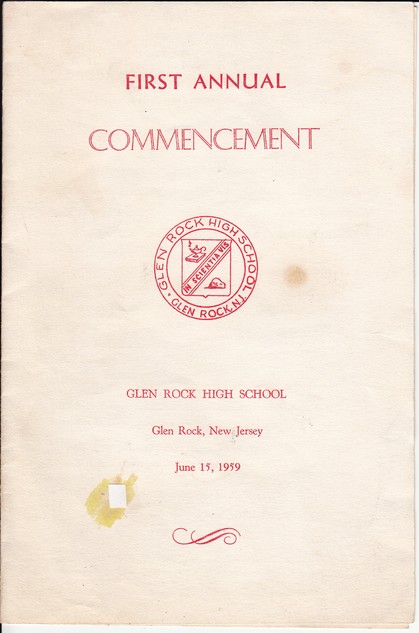 FIRST ANNUAL
COMMENCEMENT
GLEN ROCK HIGH SCHOOL
IN SCIENTIA VIS
GLEN ROCK, N.J.
GLEN ROCK HIGH SCHOOL
Glen Rock, New Jersey
June 15, 1959